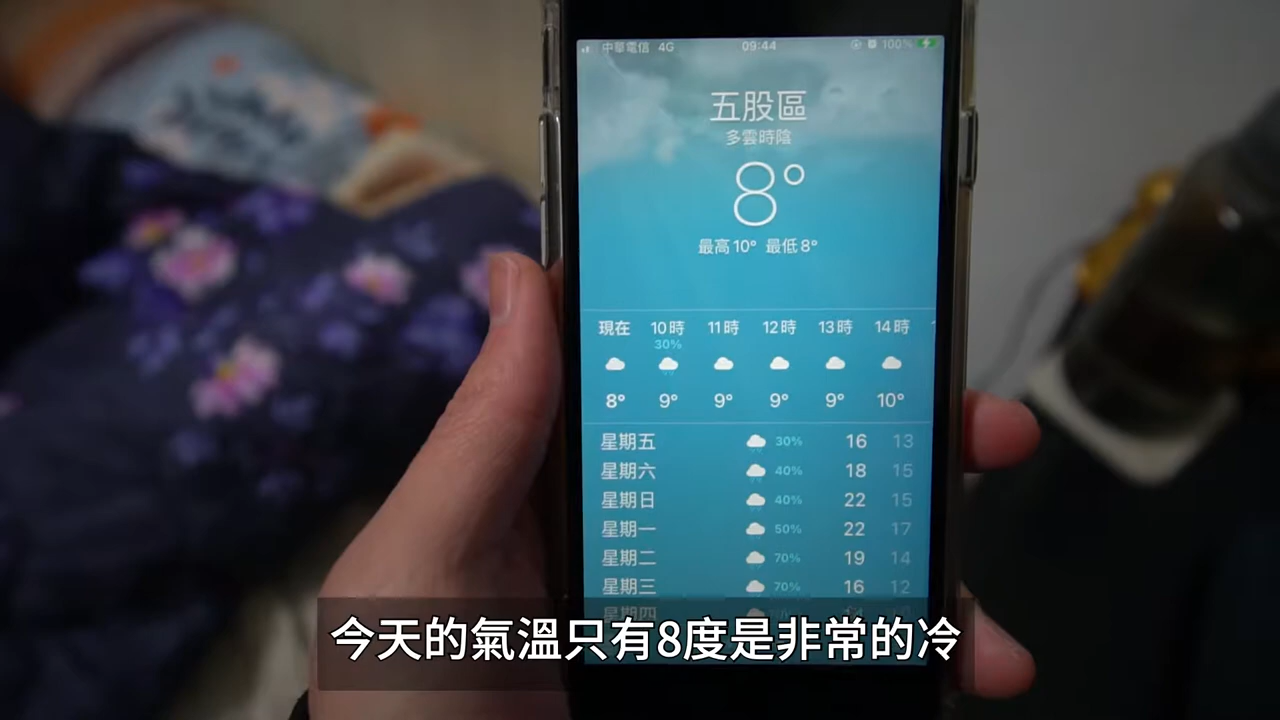 中華電信 4G 09:44 100%
五股區
多雲時陰
8°
最高10° 最低8°
現在 10時 11時 12時 13時 14時
30%
8° 9° 9° 9° 9° 10°
星期五 30% 16 13
星期六 40% 18 15
星期日 40% 22 15
星期一 50% 22 17
星期二 70% 19 14
星期三 70% 16 12
星期四
今天的氣溫只有8度是非常的冷